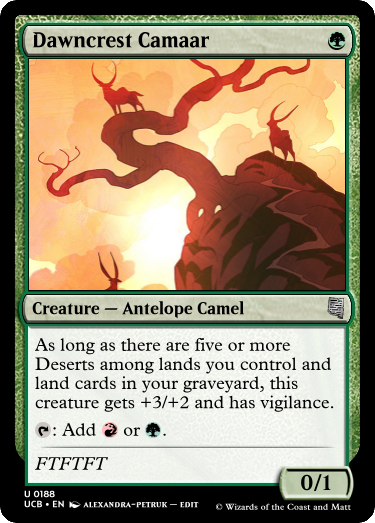 Dawncrest Camaar
Creature — Antelope Camel
As long as there are five or more
Deserts among lands you control and
land cards in your graveyard, this
creature gets +3/+2 and has vigilance.
: Add or .
FTFTFT
0/1
U 0188
UCB • EN ALEXANDRA-PETRUK — EDIT
© Wizards of the Coast and Matt